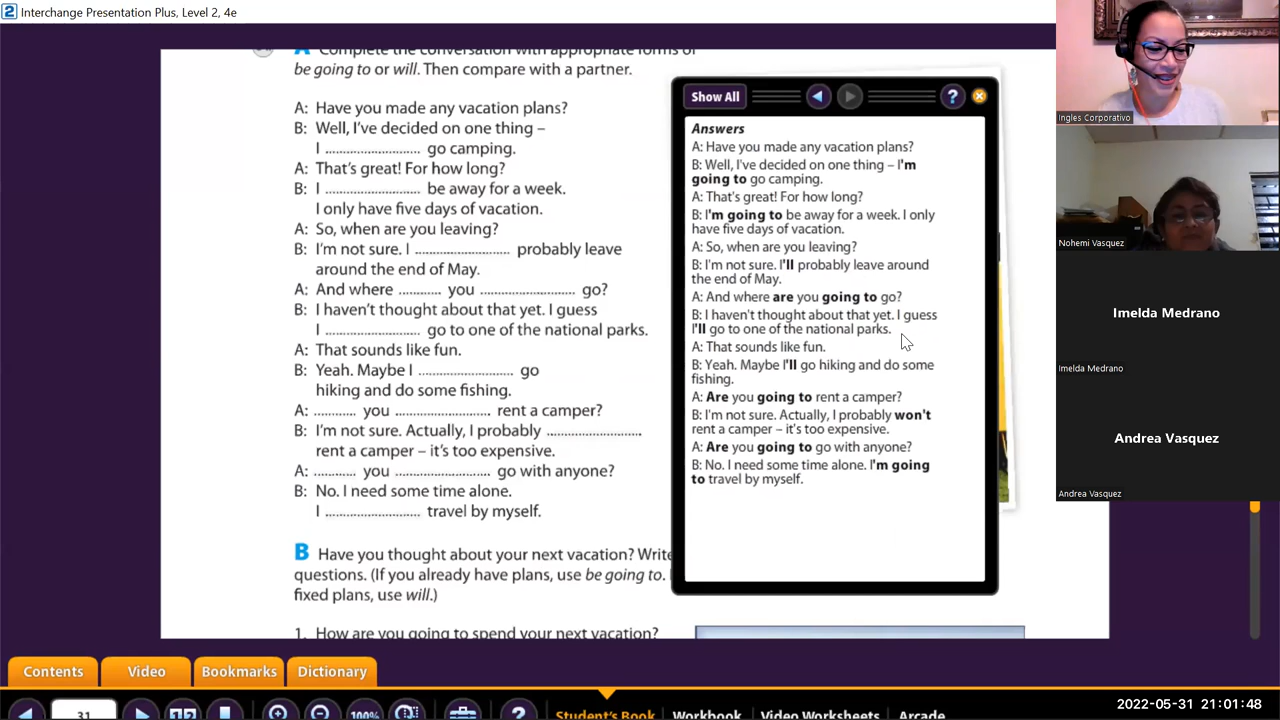 Interchange Presentation Plus, Level 2, 4e
A Complete the conversation with appropriate forms of
be going to or will. Then compare with a partner.
A: Have you made any vacation plans?
B: Well, I've decided on one thing –
I ........................ go camping.
A: That's great! For how long?
B: I ........................ be away for a week.
I only have five days of vacation.
A: So, when are you leaving?
B: I'm not sure. I ........................ probably leave
around the end of May.
A: And where ........... you ........................ go?
B: I haven't thought about that yet. I guess
I ........................ go to one of the national parks.
A: That sounds like fun.
B: Yeah. Maybe I ........................ go
hiking and do some fishing.
A: ........... you ........................ rent a camper?
B: I'm not sure. Actually, I probably ........................
rent a camper – it's too expensive.
A: ........... you ........................ go with anyone?
B: No. I need some time alone.
I ........................ travel by myself.
B Have you thought about your next vacation? Write
questions. (If you already have plans, use be going to.
fixed plans, use will.)
1. How are you going to spend your next vacation?
Show All
?
Answers
A: Have you made any vacation plans?
B: Well, I've decided on one thing – I'm
going to go camping.
A: That's great! For how long?
B: I'm going to be away for a week. I only
have five days of vacation.
A: So, when are you leaving?
B: I'm not sure. I'll probably leave around
the end of May.
A: And where are you going to go?
B: I haven't thought about that yet. I guess
I'll go to one of the national parks.
A: That sounds like fun.
B: Yeah. Maybe I'll go hiking and do some
fishing.
A: Are you going to rent a camper?
B: I'm not sure. Actually, I probably won't
rent a camper – it's too expensive.
A: Are you going to go with anyone?
B: No. I need some time alone. I'm going
to travel by myself.
Ingles Corporativo
Nohemi Vasquez
Imelda Medrano
Imelda Medrano
Andrea Vasquez
Andrea Vasquez
Contents Video Bookmarks Dictionary
31 100% ? Student's Book Workbook Video Worksheets Arcade
2022-05-31 21:01:48